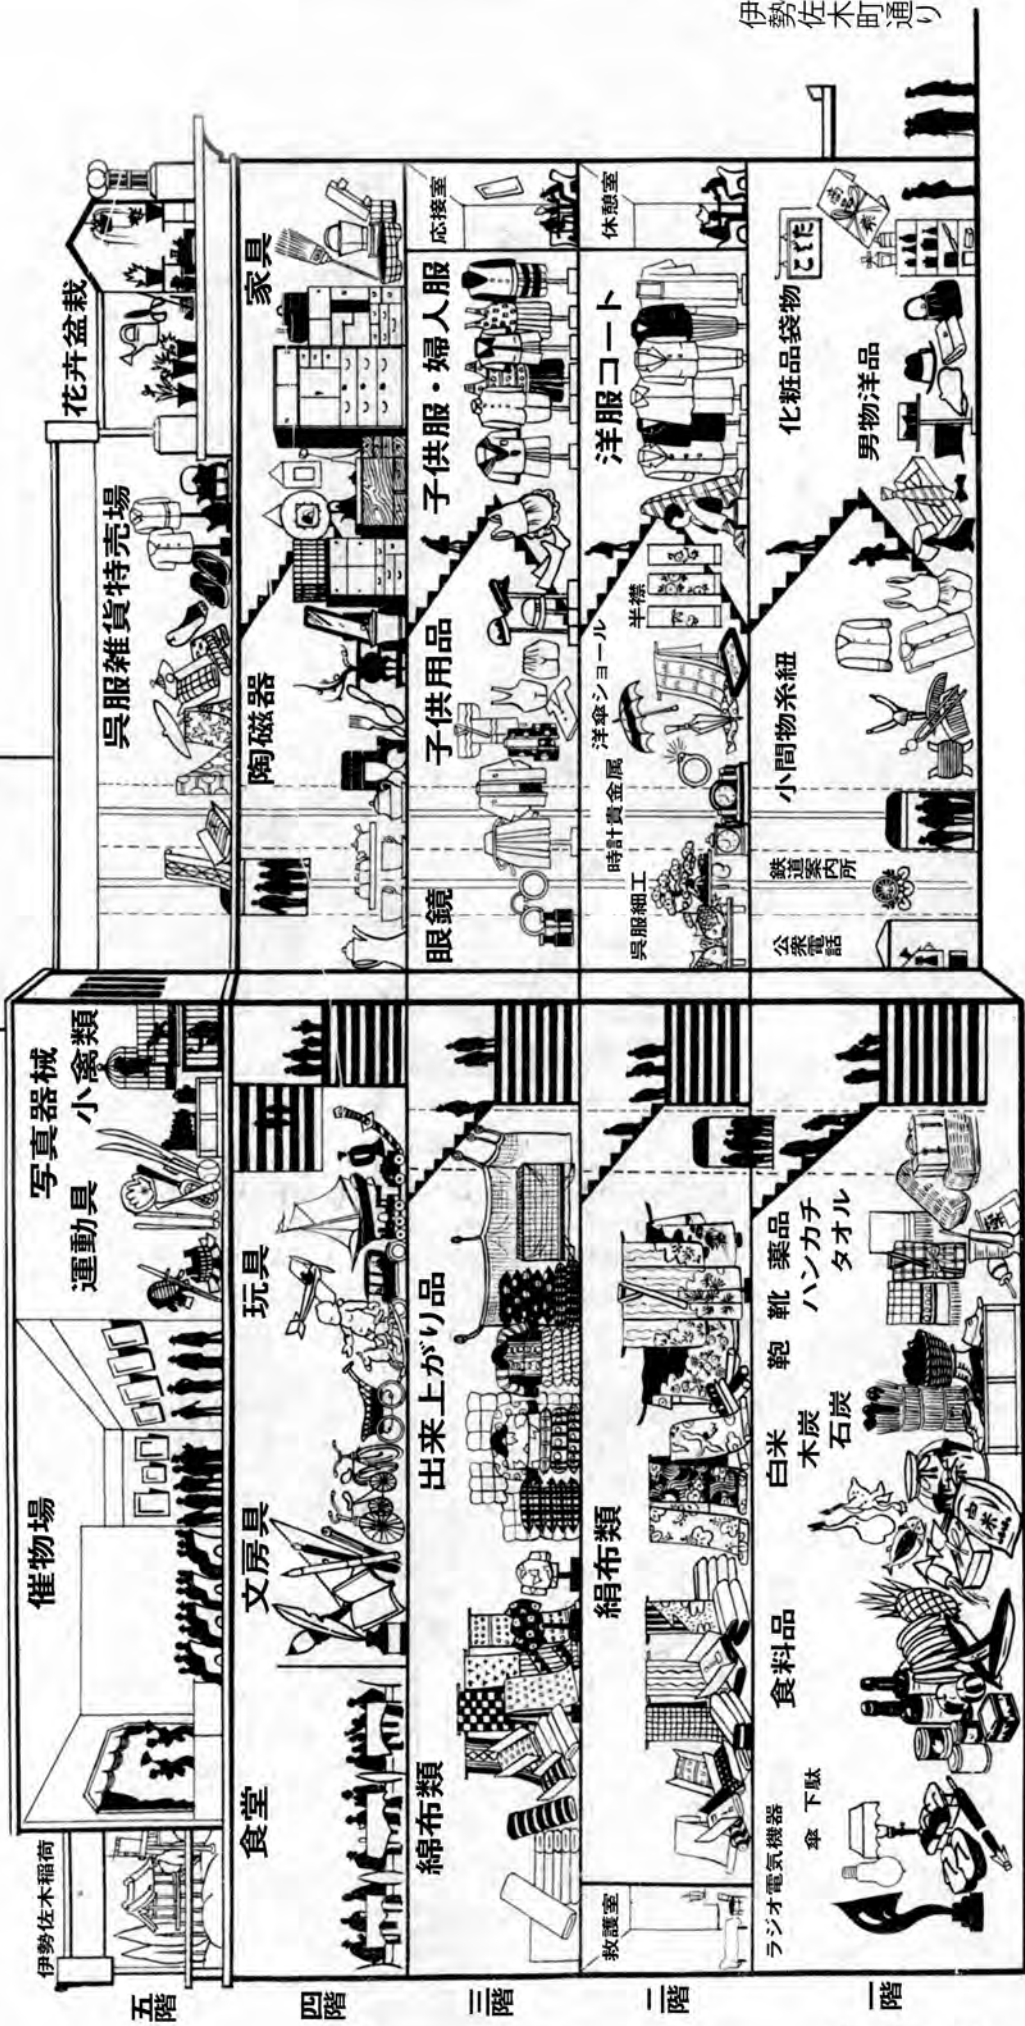 伊勢佐木町通り
五階
伊勢佐木稲荷
催物場
写真器械
運動具
小禽類
呉服雑貨特売場
花卉盆栽
四階
食堂
文房具
玩具
陶磁器
家具
三階
綿布類
出来上がり品
眼鏡
子供用品
子供服・婦人服
応接室
二階
救護室
絹布類
呉服細工
時計貴金属
洋傘ショール
半襟
洋服コート
休憩室
一階
ラジオ電気機器
傘 下駄
食料品
白米
木炭
石炭
鞄 靴 薬品
ハンカチ
タオル
白米
公衆電話
鉄道案内所
小間物糸紐
男物洋品
化粧品袋物